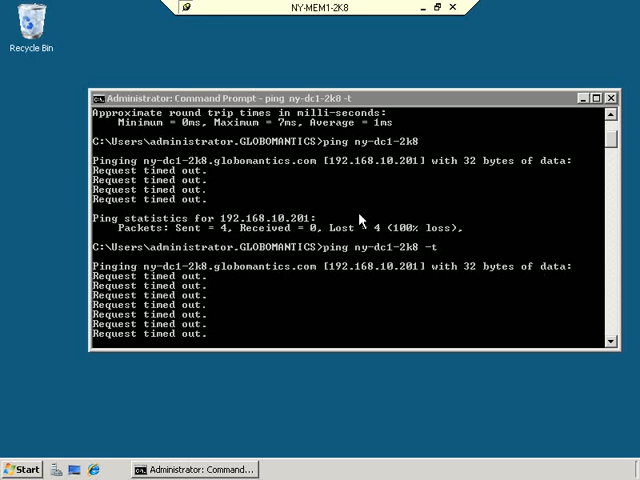 NY-MEM1-2K8
Recycle Bin
Administrator: Command Prompt - ping ny-dc1-2k8 -t
Approximate round trip times in milli-seconds:
Minimum = 0ms, Maximum = 7ms, Average = 1ms
C:\Users\administrator.GLOBOMANTICS>ping ny-dc1-2k8
Pinging ny-dc1-2k8.globomantics.com [192.168.10.201] with 32 bytes of data:
Request timed out.
Request timed out.
Request timed out.
Request timed out.
Ping statistics for 192.168.10.201:
Packets: Sent = 4, Received = 0, Lost = 4 (100% loss),
C:\Users\administrator.GLOBOMANTICS>ping ny-dc1-2k8 -t
Pinging ny-dc1-2k8.globomantics.com [192.168.10.201] with 32 bytes of data:
Request timed out.
Request timed out.
Request timed out.
Request timed out.
Request timed out.
Request timed out.
Request timed out.
Start
Administrator: Command...